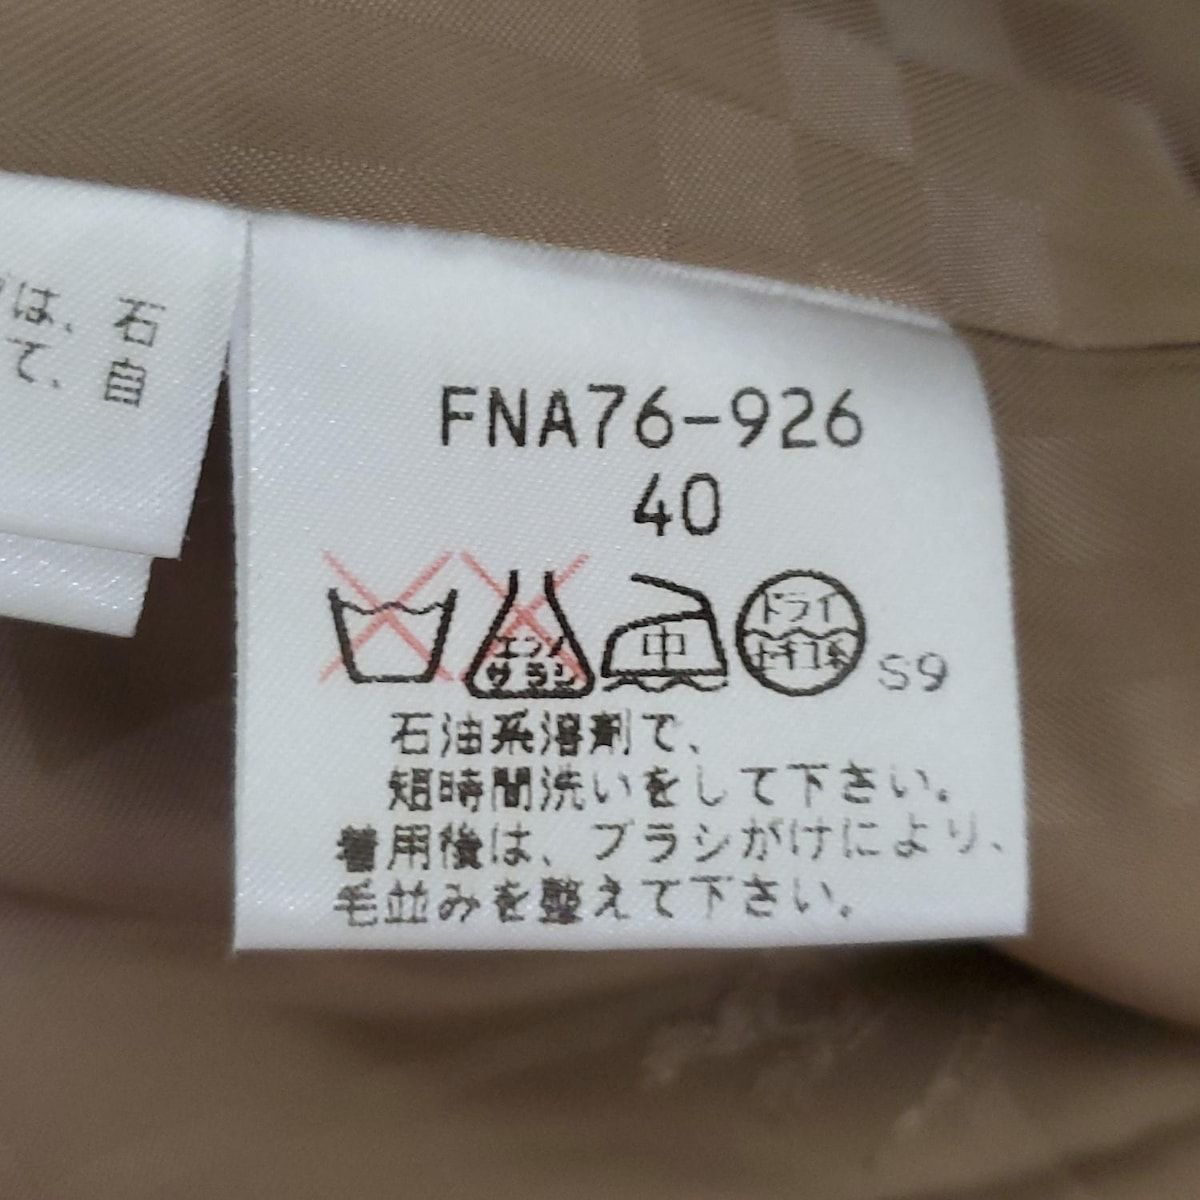 は、石
て、自
FNA76-926
40
エンソ
サラシ
中
ドライ
セキユ系
S9
石油系溶剤で、
短時間洗いをして下さい。
着用後は、ブラシがけにより、
毛並みを整えて下さい。